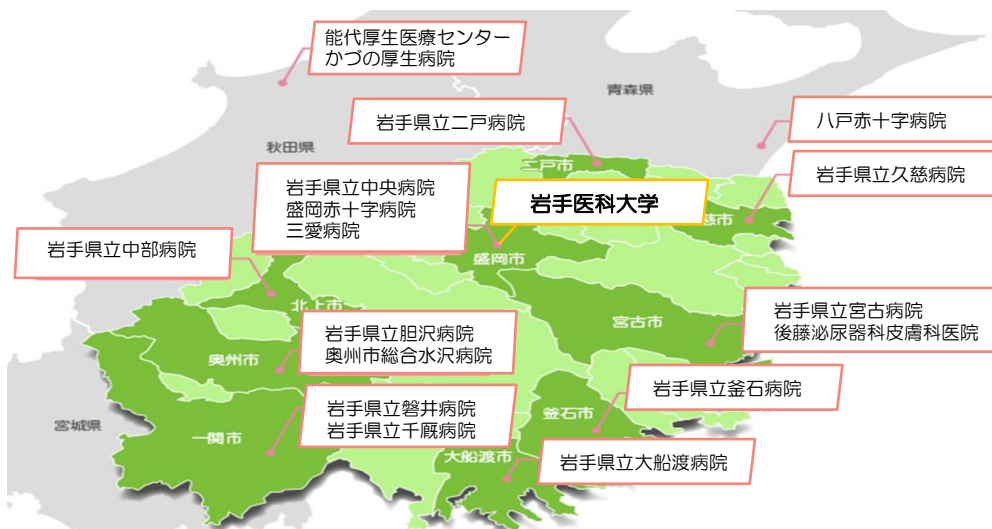 能代厚生医療センター
かづの厚生病院
青森県
岩手県立二戸病院
八戸赤十字病院
秋田県
二戸市
岩手県立久慈病院
岩手県立中央病院
盛岡赤十字病院
三愛病院
岩手医科大学
慈市
岩手県立中部病院
盛岡市
北上市
宮古市
岩手県立宮古病院
後藤泌尿器科皮膚科医院
岩手県立胆沢病院
奥州市総合水沢病院
奥州市
岩手県立釜石病院
岩手県立磐井病院
岩手県立千厩病院
釜石市
宮城県
一関市
大船渡市
岩手県立大船渡病院